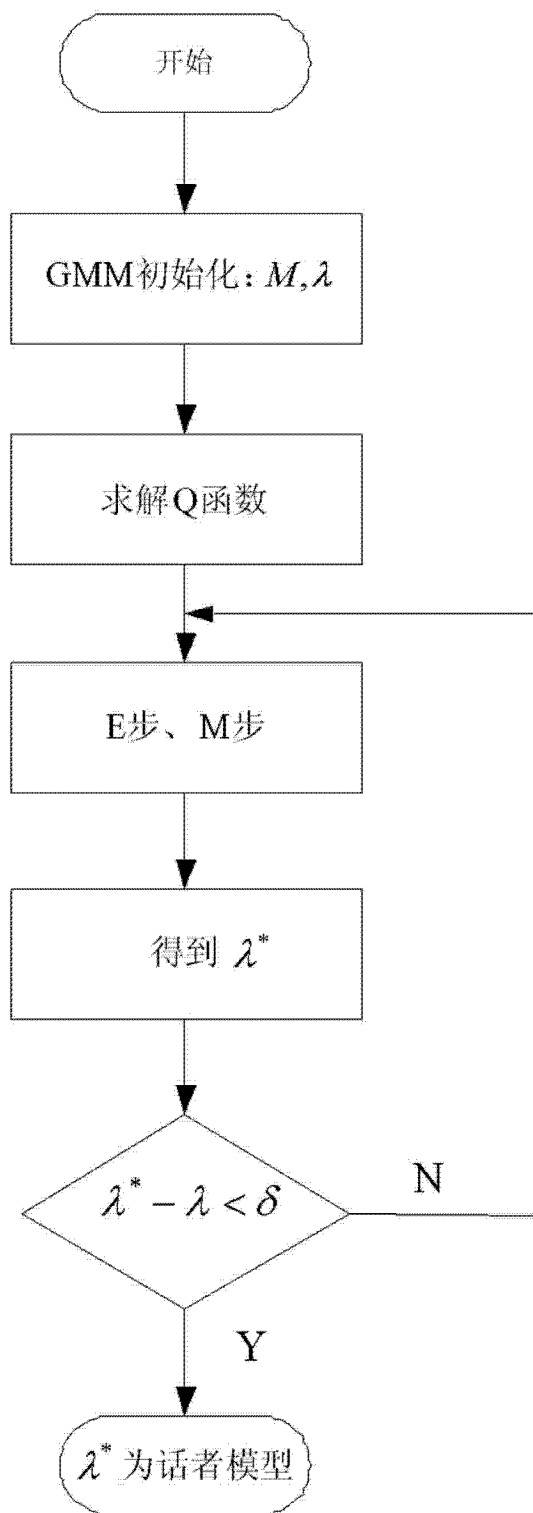 开始
GMM初始化：M,λ
求解Q函数
E步、M步
得到 λ*
λ* − λ < δ
N
Y
λ* 为话者模型